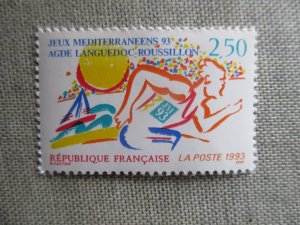 JEUX MEDITERRANEENS 93
AGDE LANGUEDOC-ROUSSILLON
2,50
93
RÉPUBLIQUE FRANÇAISE
LA POSTE 1993